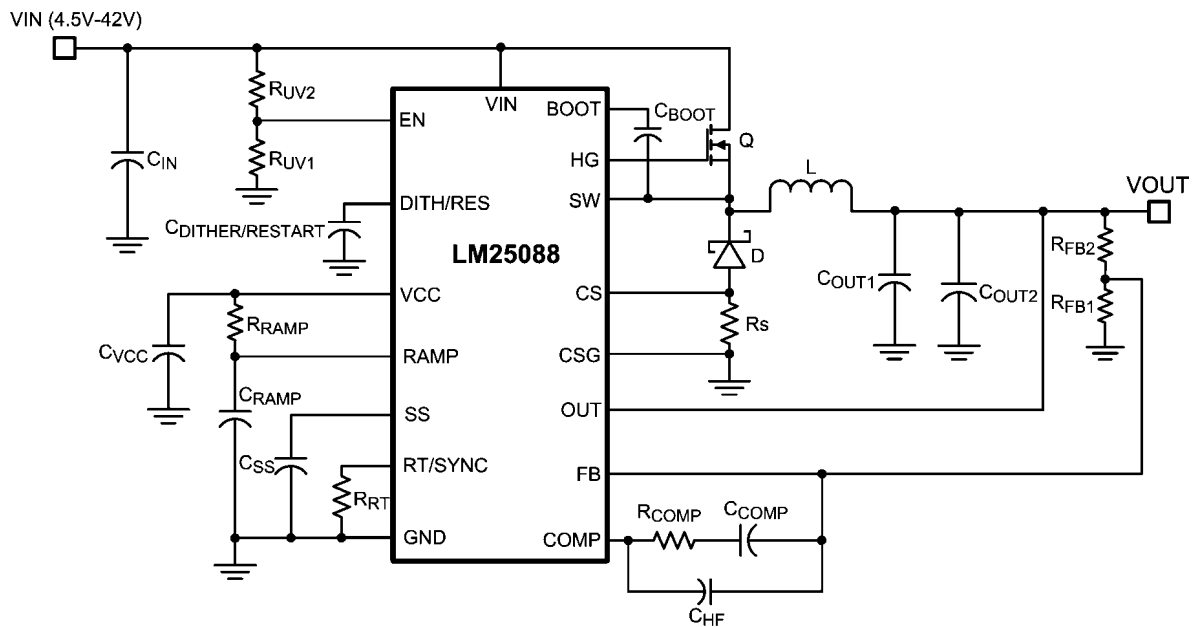 VIN (4.5V-42V)
RUV2
EN
RUV1
CIN
VIN
BOOT
CBOOT
HG
Q
SW
L
VOUT
DITH/RES
CDITHER/RESTART
LM25088
D
RFB2
COUT1
COUT2
RFB1
VCC
CS
RRAMP
Rs
CVCC
RAMP
CSG
CRAMP
SS
OUT
CSS
RT/SYNC
FB
RRT
RCOMP
CCOMP
GND
COMP
CHF